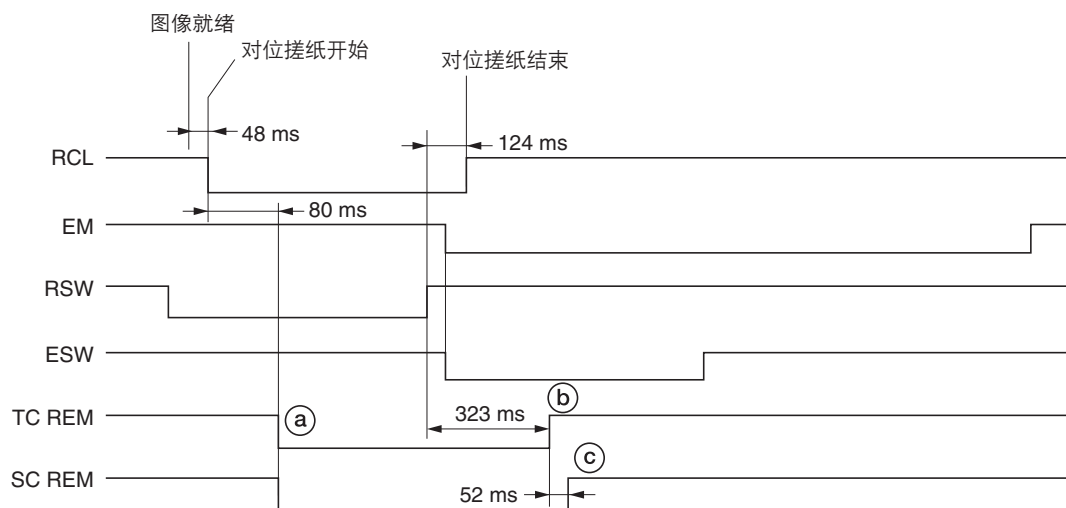 图像就绪
对位搓纸开始
对位搓纸结束
48 ms
124 ms
RCL
80 ms
EM
RSW
ESW
TC REM
a
323 ms
b
SC REM
52 ms
c